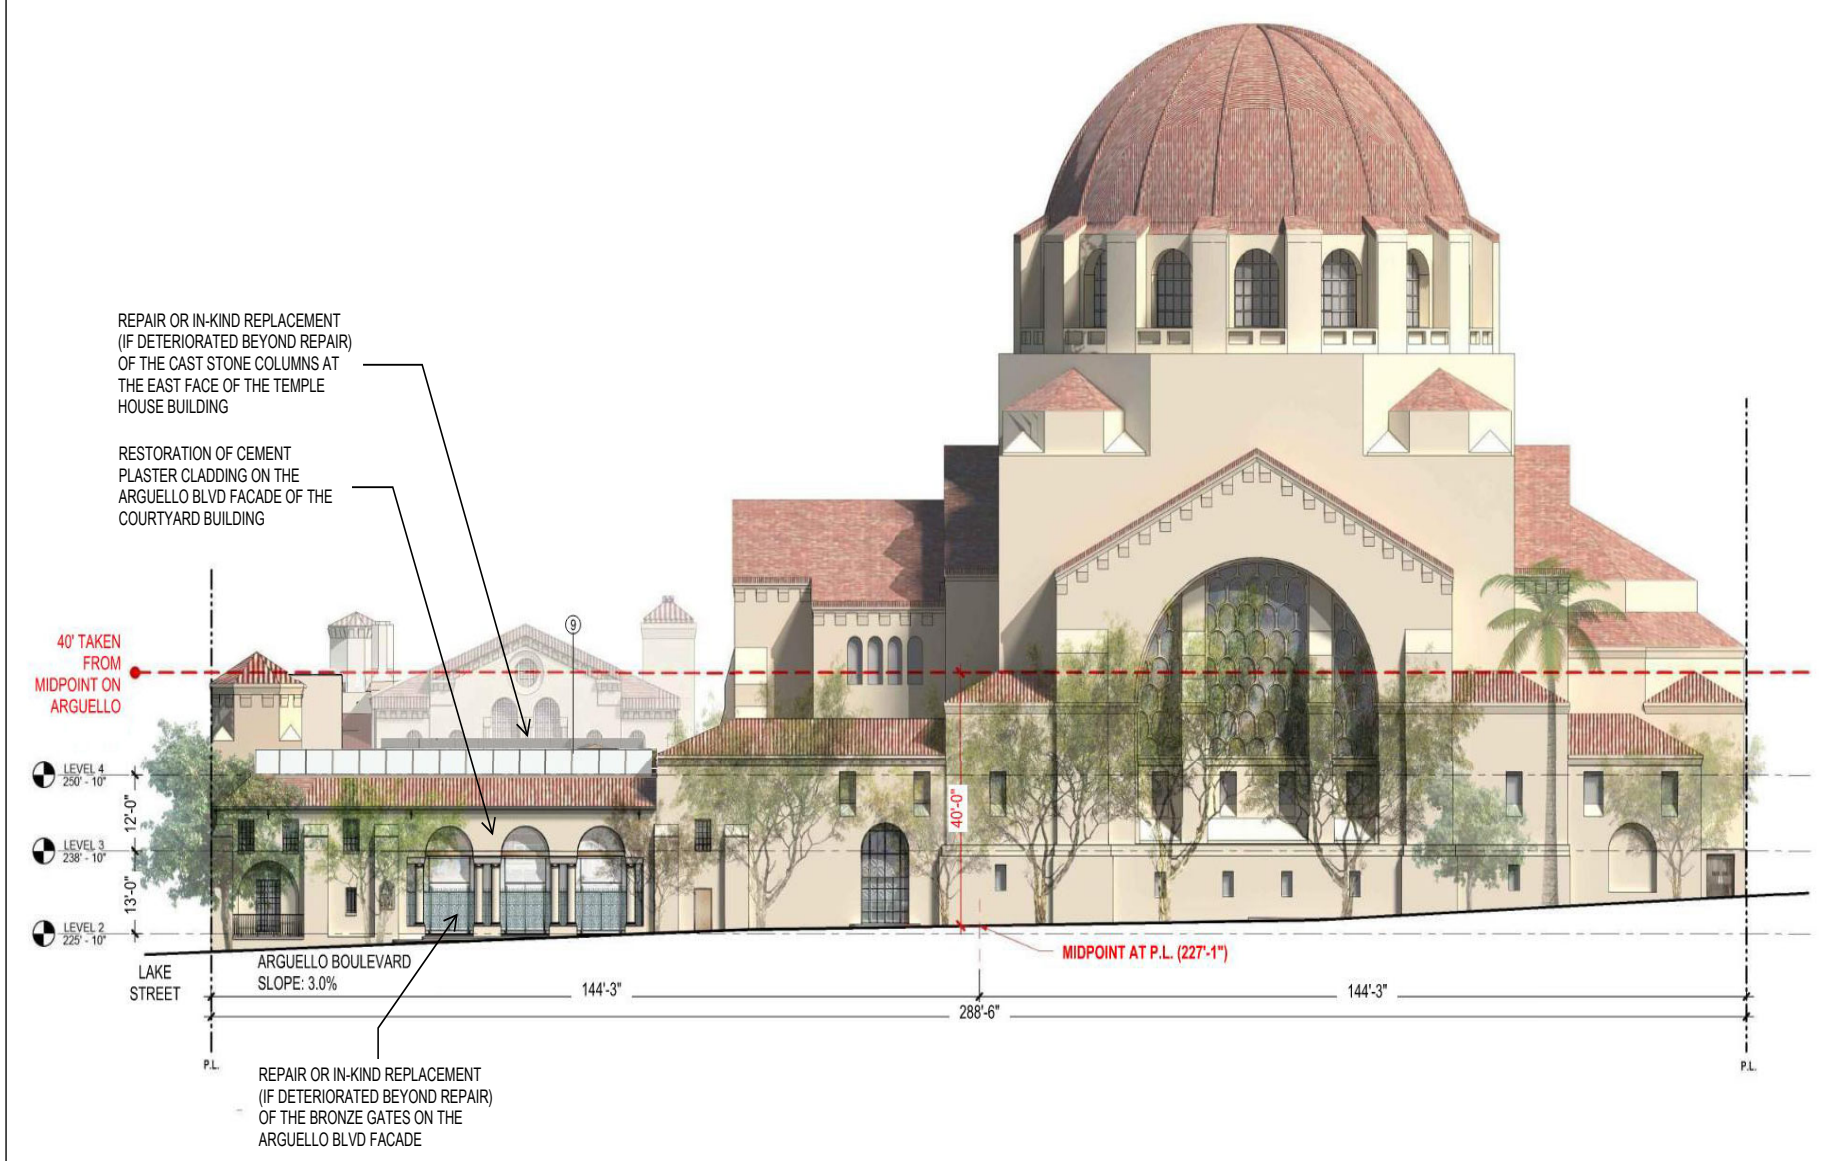 REPAIR OR IN-KIND REPLACEMENT
(IF DETERIORATED BEYOND REPAIR)
OF THE CAST STONE COLUMNS AT
THE EAST FACE OF THE TEMPLE
HOUSE BUILDING
RESTORATION OF CEMENT
PLASTER CLADDING ON THE
ARGUELLO BLVD FACADE OF THE
COURTYARD BUILDING
9
40' TAKEN
FROM
MIDPOINT ON
ARGUELLO
LEVEL 4
250' - 10"
12'-0"
LEVEL 3
238' - 10"
13'-0"
LEVEL 2
225' - 10"
40'-0"
MIDPOINT AT P.L. (227'-1")
LAKE
STREET
ARGUELLO BOULEVARD
SLOPE: 3.0%
144'-3"
144'-3"
288'-6"
P.L.
P.L.
REPAIR OR IN-KIND REPLACEMENT
(IF DETERIORATED BEYOND REPAIR)
OF THE BRONZE GATES ON THE
ARGUELLO BLVD FACADE